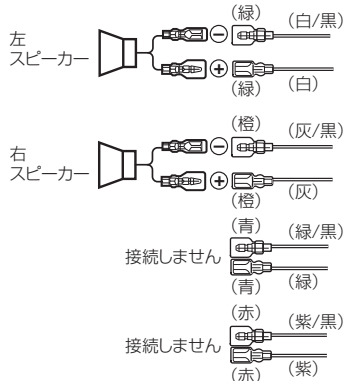 左
スピーカー
（緑） （白/黒）
⊖
⊕
（緑） （白）
右
スピーカー
（橙） （灰/黒）
⊖
⊕
（橙） （灰）
接続しません
（青） （緑/黒）
（青） （緑）
接続しません
（赤） （紫/黒）
（赤） （紫）